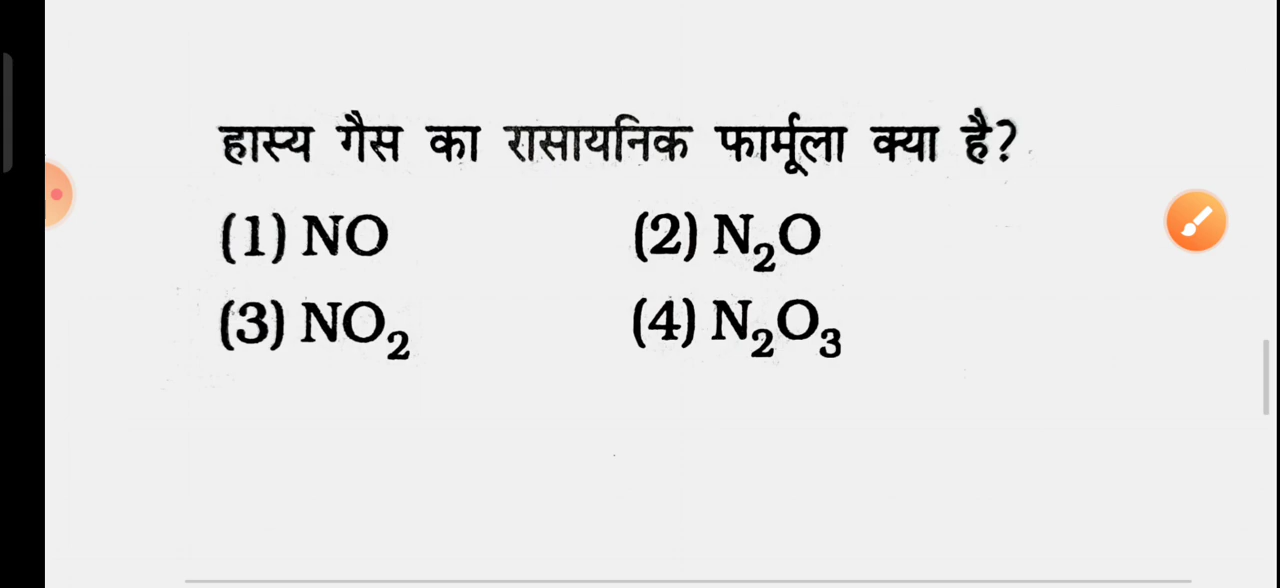 हास्य गैस का रासायनिक फार्मूला क्या है?
(1) NO (2) N₂O
(3) NO₂ (4) N₂O₃